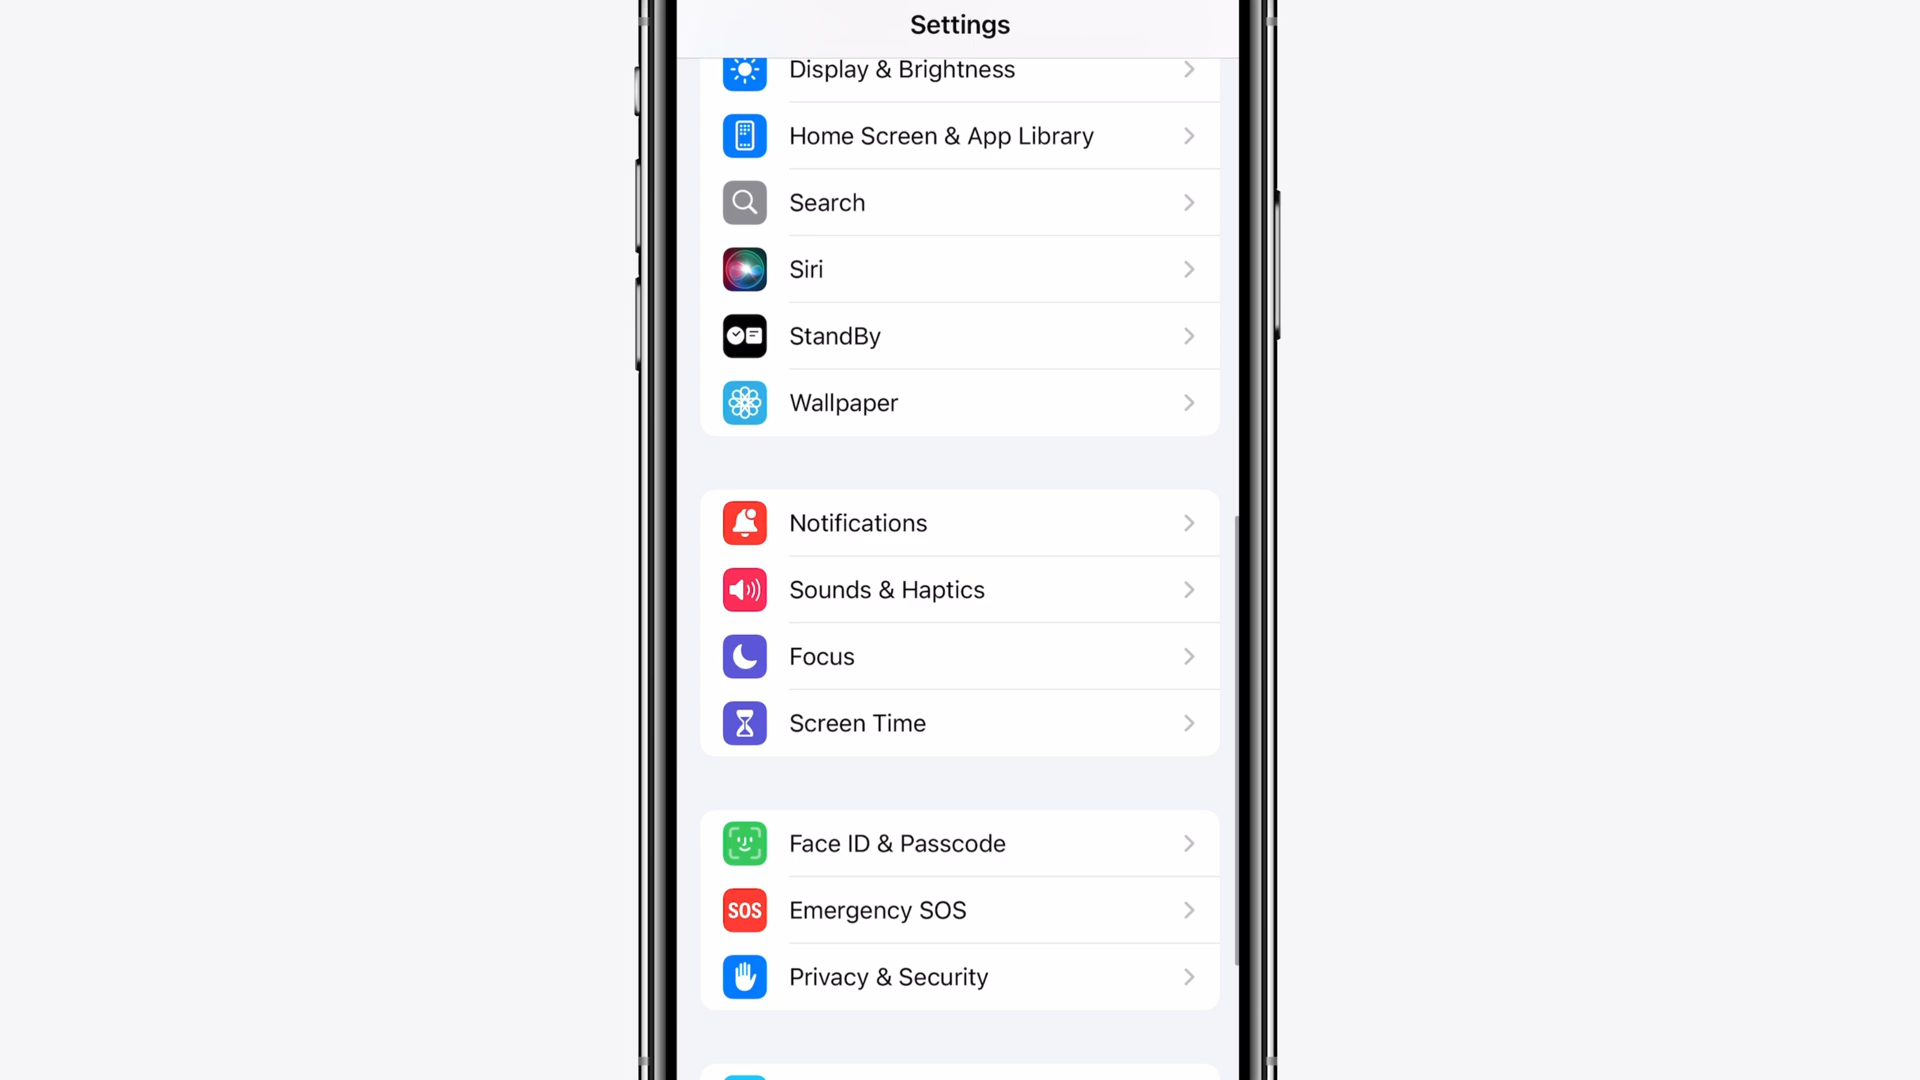 Settings
Display & Brightness
Home Screen & App Library
Search
Siri
StandBy
Wallpaper
Notifications
Sounds & Haptics
Focus
Screen Time
Face ID & Passcode
SOS Emergency SOS
Privacy & Security